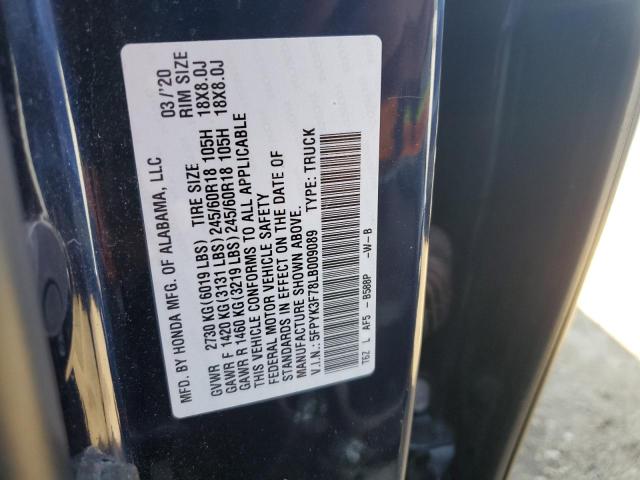 MFD. BY HONDA MFG. OF ALABAMA, LLC 03/'20
GVWR 2730 KG(6019 LBS) TIRE SIZE RIM SIZE
GAWR F 1420 KG(3131 LBS)245/60R18 105H 18X8.0J
GAWR R 1460 KG(3219 LBS)245/60R18 105H 18X8.0J
THIS VEHICLE CONFORMS TO ALL APPLICABLE
FEDERAL MOTOR VEHICLE SAFETY
STANDARDS IN EFFECT ON THE DATE OF
MANUFACTURE SHOWN ABOVE.
V.I.N.: 5FPYK3F78LB009089 TYPE: TRUCK
T6Z L AF5 -B588P -W-B